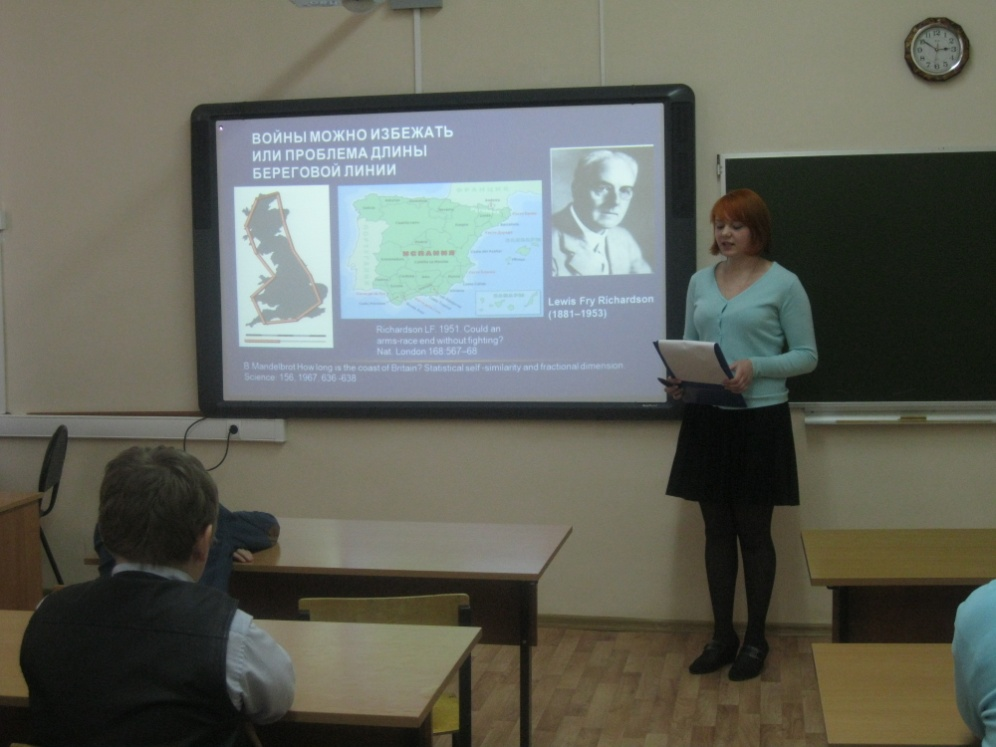 ВОЙНЫ МОЖНО ИЗБЕЖАТЬ
ИЛИ ПРОБЛЕМА ДЛИНЫ
БЕРЕГОВОЙ ЛИНИИ
ИСПАНИЯ
Lewis Fry Richardson
(1881–1953)
Richardson LF. 1951. Could an
arms-race end without fighting?
Nat. London 168:567–68
B.Mandelbrot How long is the coast of Britain? Statistical self-similarity and fractional dimension.
Science: 156, 1967, 636-638.